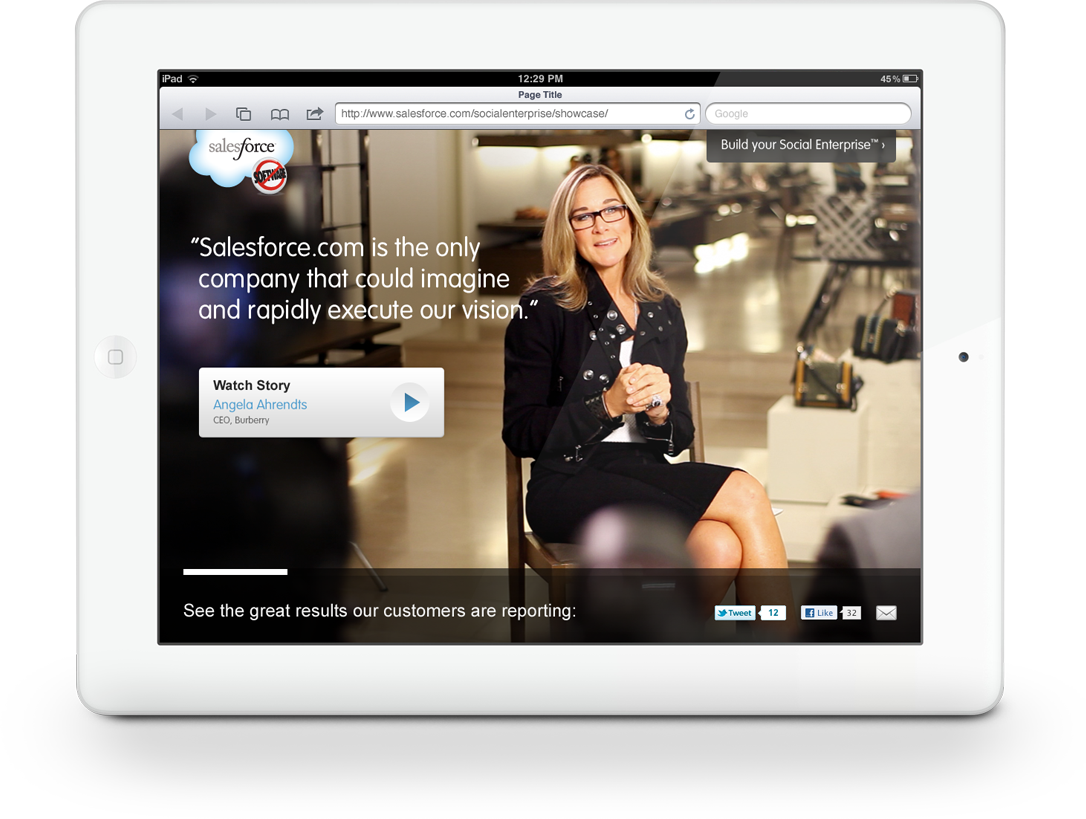 iPad 12:29 PM 45%
Page Title
http://www.salesforce.com/socialenterprise/showcase/ Google
salesforce
SOFTWARE
Build your Social Enterprise™ ›
“Salesforce.com is the only
company that could imagine
and rapidly execute our vision.”
Watch Story
Angela Ahrendts
CEO, Burberry
See the great results our customers are reporting:
Tweet 12 Like 32